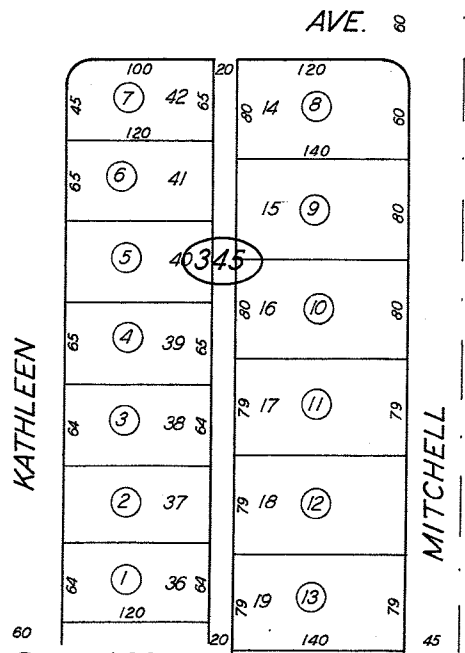 AVE. 60
100 20 120
45 7 42 65 80 14 8 60
120 140
65 6 41 15 9 80
5 40 345
80 16 10 80
65 4 39 65
KATHLEEN
64 3 38 64 79 17 11 79
MITCHELL
2 37 79 18 12
64 1 36 64 79 19 13 79
120
60 20 140 45